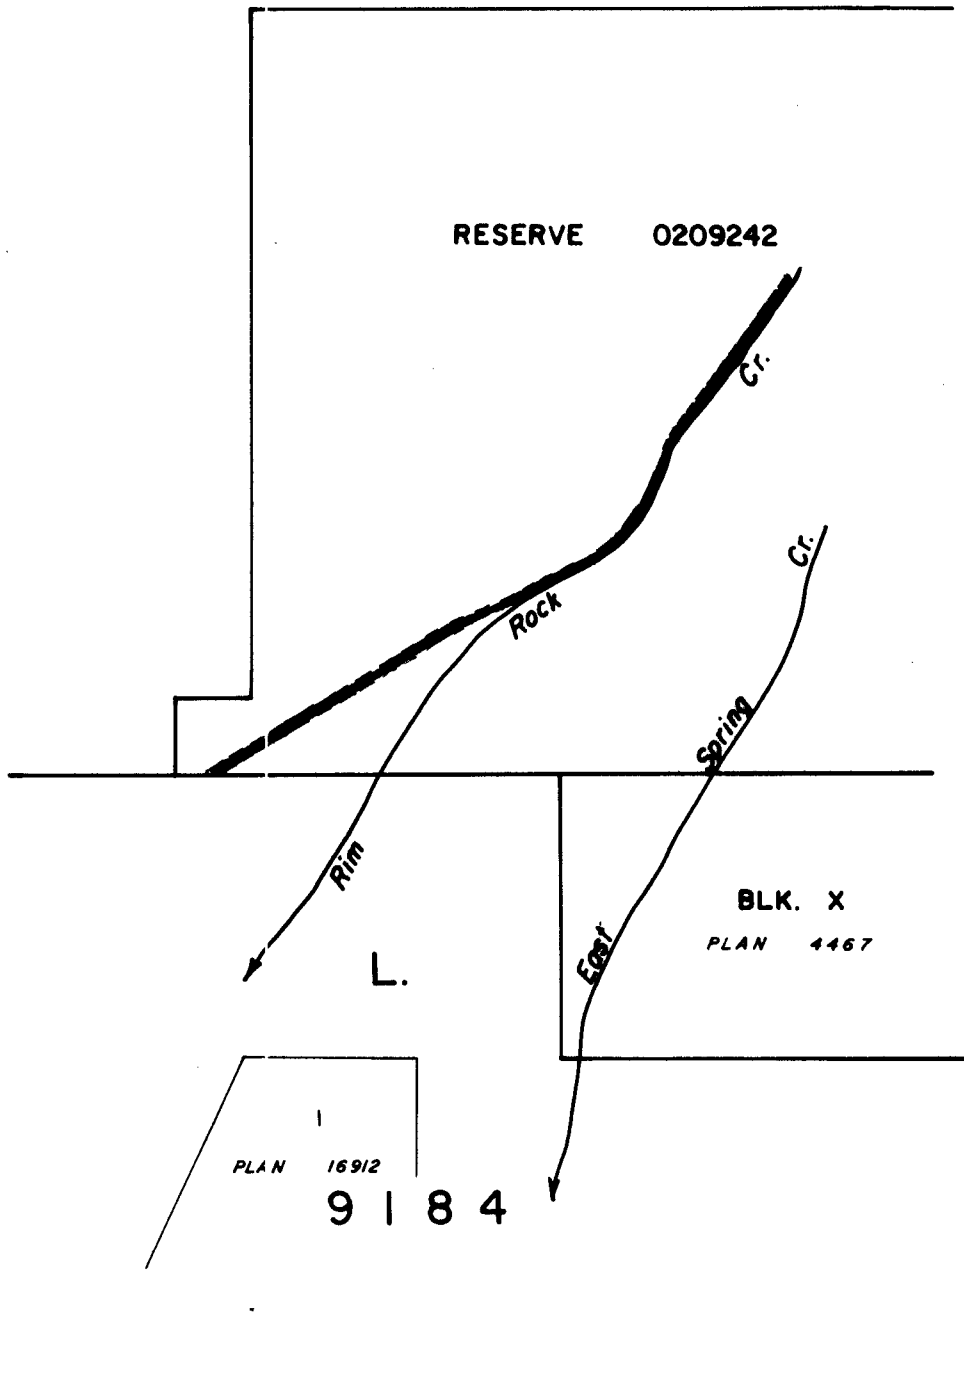 RESERVE 0209242
Rim Rock Cr.
East Spring Cr.
BLK. X
PLAN 4467
L.
1
PLAN 16912
9184